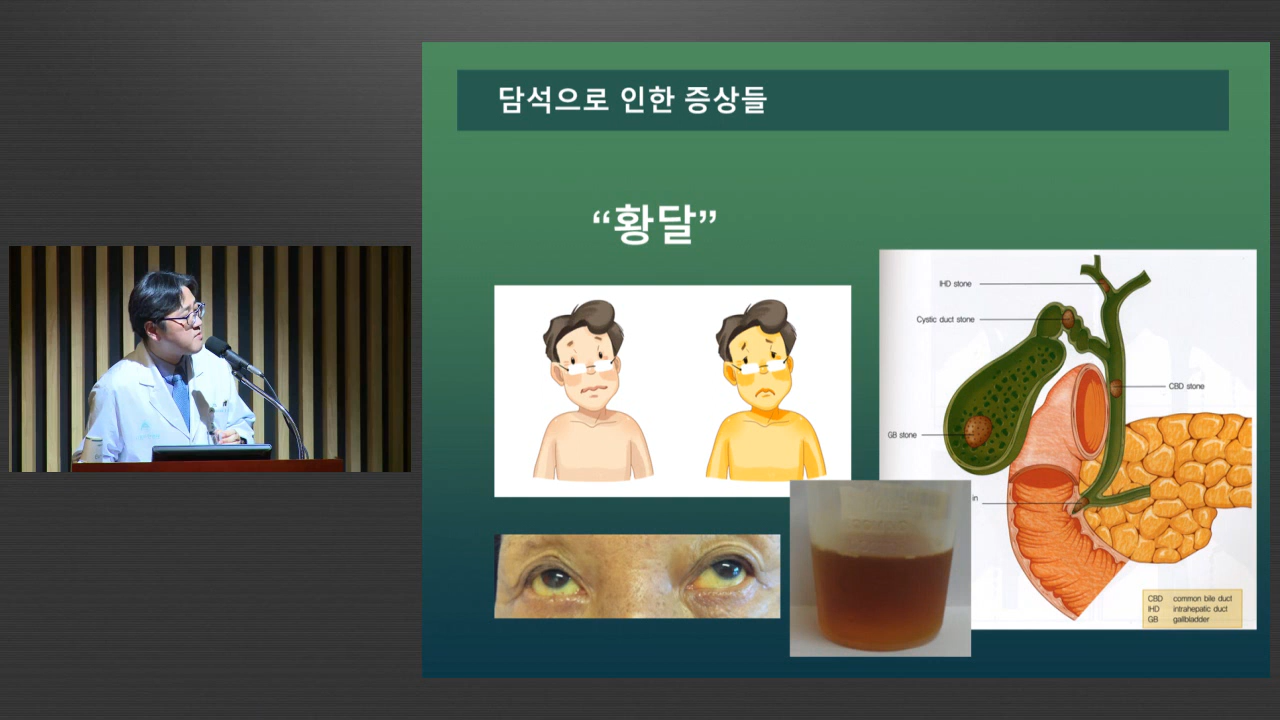 담석으로 인한 증상들
“황달”
IHD stone
Cystic duct stone
CBD stone
GB stone
in
CBD common bile duct
IHD intrahepatic duct
GB gallbladder